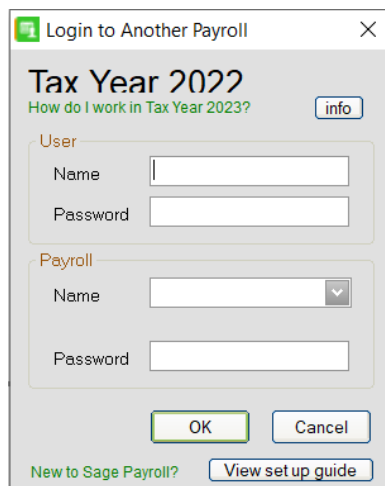 Login to Another Payroll
Tax Year 2022
How do I work in Tax Year 2023?
info
User
Name
Password
Payroll
Name
Password
OK
Cancel
New to Sage Payroll?
View set up guide